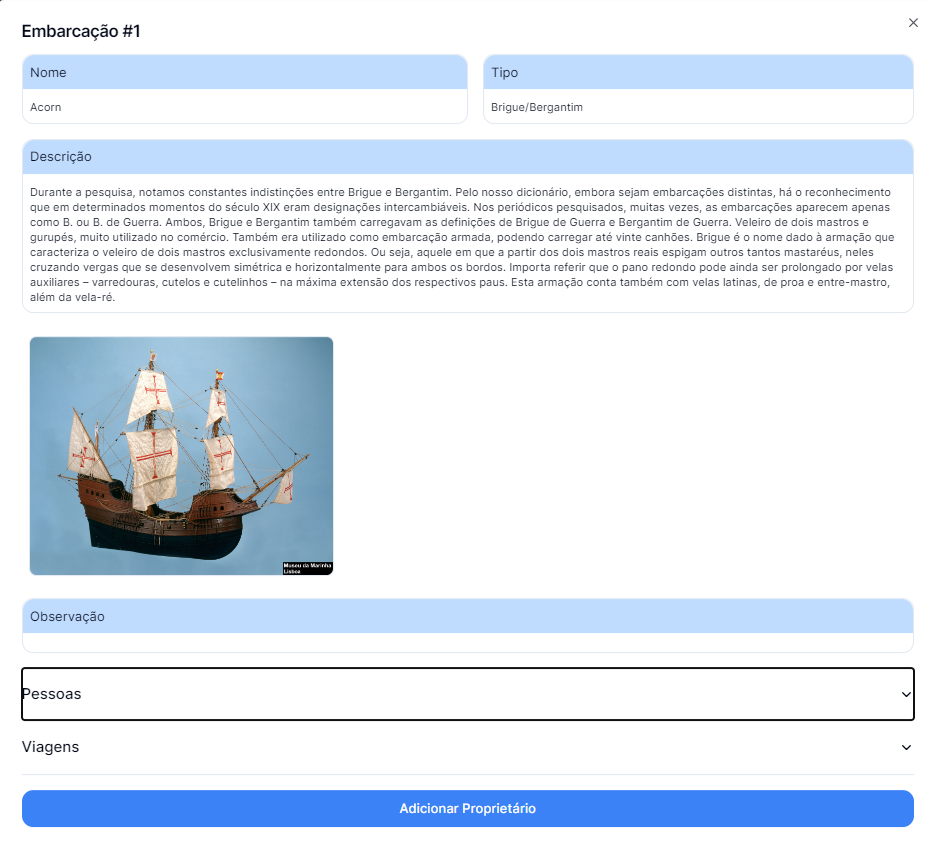 Embarcação #1
Nome
Tipo
Acorn
Brigue/Bergantim
Descrição
Durante a pesquisa, notamos constantes indistinções entre Brigue e Bergantim. Pelo nosso dicionário, embora sejam embarcações distintas, há o reconhecimento
que em determinados momentos do século XIX eram designações intercambiáveis. Nos periódicos pesquisados, muitas vezes, as embarcações aparecem apenas
como B. ou B. de Guerra. Ambos, Brigue e Bergantim também carregavam as definições de Brigue de Guerra e Bergantim de Guerra. Veleiro de dois mastros e
gurupés, muito utilizado no comércio. Também era utilizado como embarcação armada, podendo carregar até vinte canhões. Brigue é o nome dado à armação que
caracteriza o veleiro de dois mastros exclusivamente redondos. Ou seja, aquele em que a partir dos dois mastros reais espigam outros tantos mastaréus, neles
cruzando vergas que se desenvolvem simétrica e horizontalmente para ambos os bordos. Importa referir que o pano redondo pode ainda ser prolongado por velas
auxiliares – varredouras, cutelos e cutelinhos – na máxima extensão dos respectivos paus. Esta armação conta também com velas latinas, de proa e entre-mastro,
além da vela-ré.
Museu da Marinha
Lisboa
Observação
Pessoas
Viagens
Adicionar Proprietário